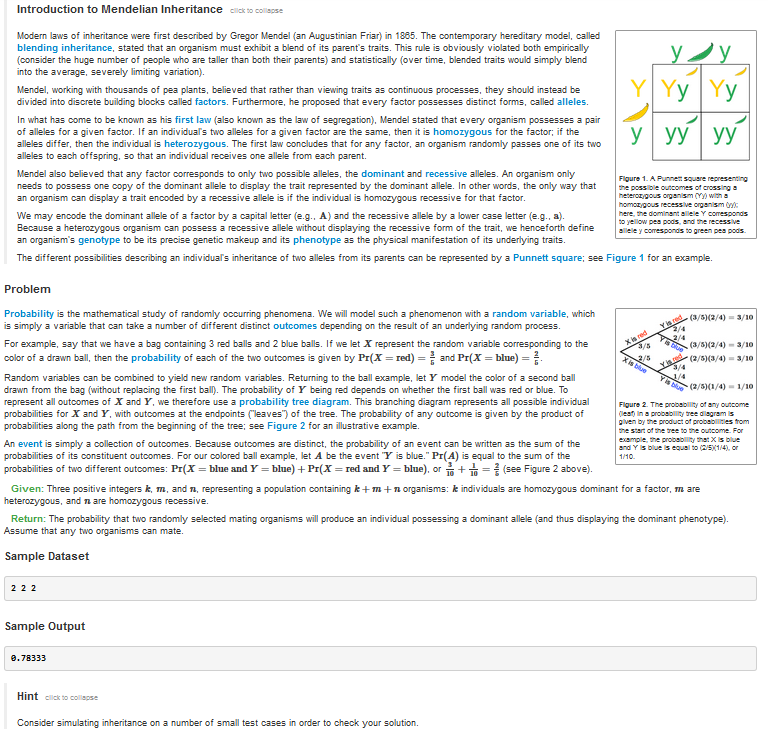 Introduction to Mendelian Inheritance click to collapse
Modern laws of inheritance were first described by Gregor Mendel (an Augustinian Friar) in 1865. The contemporary hereditary model, called
blending inheritance, stated that an organism must exhibit a blend of its parent's traits. This rule is obviously violated both empirically
(consider the huge number of people who are taller than both their parents) and statistically (over time, blended traits would simply blend
into the average, severely limiting variation).
Mendel, working with thousands of pea plants, believed that rather than viewing traits as continuous processes, they should instead be
divided into discrete building blocks called factors. Furthermore, he proposed that every factor possesses distinct forms, called alleles.
In what has come to be known as his first law (also known as the law of segregation), Mendel stated that every organism possesses a pair
of alleles for a given factor. If an individual's two alleles for a given factor are the same, then it is homozygous for the factor; if the
alleles differ, then the individual is heterozygous. The first law concludes that for any factor, an organism randomly passes one of its two
alleles to each offspring, so that an individual receives one allele from each parent.
Mendel also believed that any factor corresponds to only two possible alleles, the dominant and recessive alleles. An organism only
needs to possess one copy of the dominant allele to display the trait represented by the dominant allele. In other words, the only way that
an organism can display a trait encoded by a recessive allele is if the individual is homozygous recessive for that factor.
We may encode the dominant allele of a factor by a capital letter (e.g., A) and the recessive allele by a lower case letter (e.g., a).
Because a heterozygous organism can possess a recessive allele without displaying the recessive form of the trait, we henceforth define
an organism's genotype to be its precise genetic makeup and its phenotype as the physical manifestation of its underlying traits.
The different possibilities describing an individual's inheritance of two alleles from its parents can be represented by a Punnett square; see Figure 1 for an example.
y y
Y Yy Yy
y yy yy
Figure 1. A Punnett square representing
the possible outcomes of crossing a
heterozygous organism (Yy) with a
homozygous recessive organism (yy);
here, the dominant allele Y corresponds
to yellow pea pods, and the recessive
allele y corresponds to green pea pods.
Problem
Probability is the mathematical study of randomly occurring phenomena. We will model such a phenomenon with a random variable, which
is simply a variable that can take a number of different distinct outcomes depending on the result of an underlying random process.
For example, say that we have a bag containing 3 red balls and 2 blue balls. If we let X represent the random variable corresponding to the
color of a drawn ball, then the probability of each of the two outcomes is given by Pr(X = red) = 3/5 and Pr(X = blue) = 2/5.
Random variables can be combined to yield new random variables. Returning to the ball example, let Y model the color of a second ball
drawn from the bag (without replacing the first ball). The probability of Y being red depends on whether the first ball was red or blue. To
represent all outcomes of X and Y, we therefore use a probability tree diagram. This branching diagram represents all possible individual
probabilities for X and Y, with outcomes at the endpoints ("leaves") of the tree. The probability of any outcome is given by the product of
probabilities along the path from the beginning of the tree; see Figure 2 for an illustrative example.
An event is simply a collection of outcomes. Because outcomes are distinct, the probability of an event can be written as the sum of the
probabilities of its constituent outcomes. For our colored ball example, let A be the event "Y is blue." Pr(A) is equal to the sum of the
probabilities of two different outcomes: Pr(X = blue and Y = blue) + Pr(X = red and Y = blue), or 3/10 + 1/10 = 2/5 (see Figure 2 above).
X is red
3/5
2/5
X is blue
Y is red
2/4
(3/5)(2/4) = 3/10
2/4
Y is blue
(3/5)(2/4) = 3/10
Y is red
3/4
(2/5)(3/4) = 3/10
1/4
Y is blue
(2/5)(1/4) = 1/10
Figure 2. The probability of any outcome
(leaf) in a probability tree diagram is
given by the product of probabilities from
the start of the tree to the outcome. For
example, the probability that X is blue
and Y is blue is equal to (2/5)(1/4), or
1/10.
Given: Three positive integers k, m, and n, representing a population containing k + m + n organisms: k individuals are homozygous dominant for a factor, m are
heterozygous, and n are homozygous recessive.
Return: The probability that two randomly selected mating organisms will produce an individual possessing a dominant allele (and thus displaying the dominant phenotype).
Assume that any two organisms can mate.
Sample Dataset
2 2 2
Sample Output
0.78333
Hint click to collapse
Consider simulating inheritance on a number of small test cases in order to check your solution.